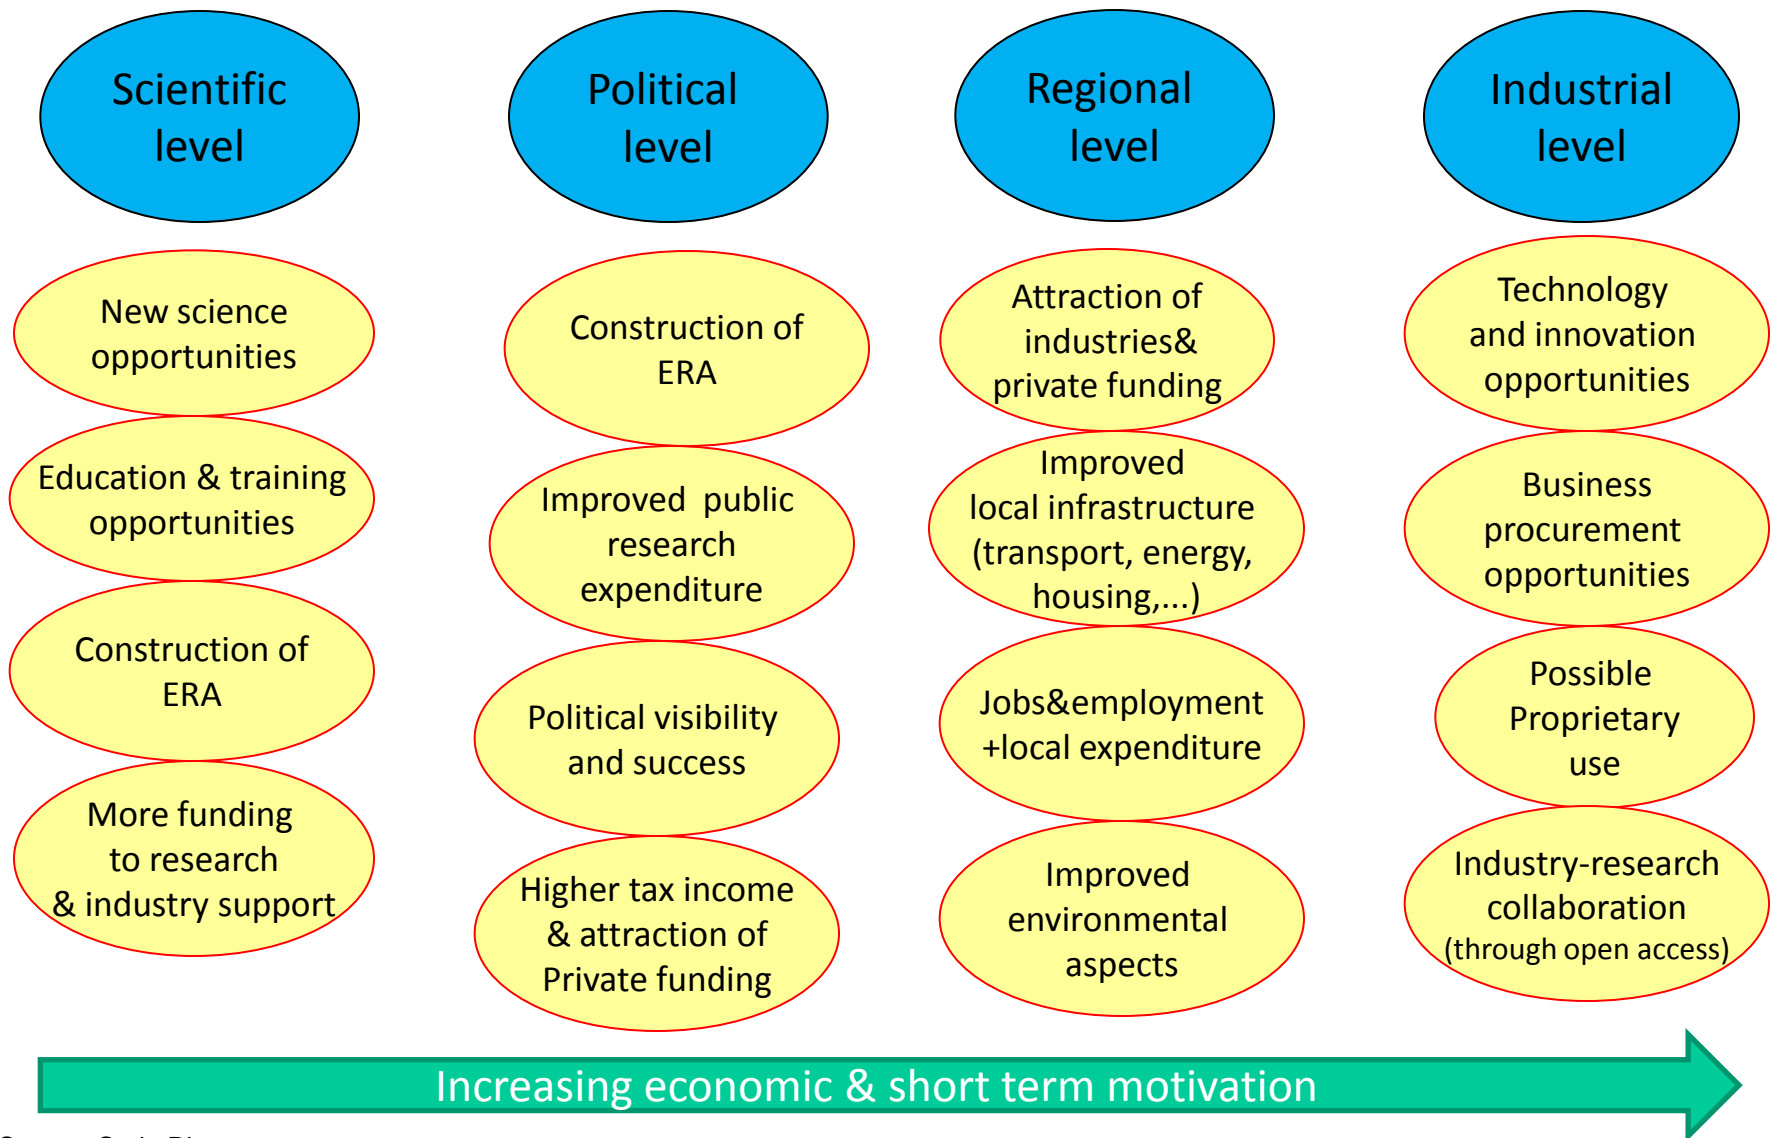 Scientific
level
Political
level
Regional
level
Industrial
level
New science
opportunities
Education & training
opportunities
Construction of
ERA
More funding
to research
& industry support
Construction of
ERA
Improved  public
research
expenditure
Political visibility
and success
Higher tax income
& attraction of
Private funding
Attraction of
industries&
private funding
Improved
local infrastructure
(transport, energy,
housing,...)
Jobs&employment
+local expenditure
Improved
environmental
aspects
Technology
and innovation
opportunities
Business
procurement
opportunities
Possible
Proprietary
use
Industry-research
collaboration
(through open access)
Increasing economic & short term motivation